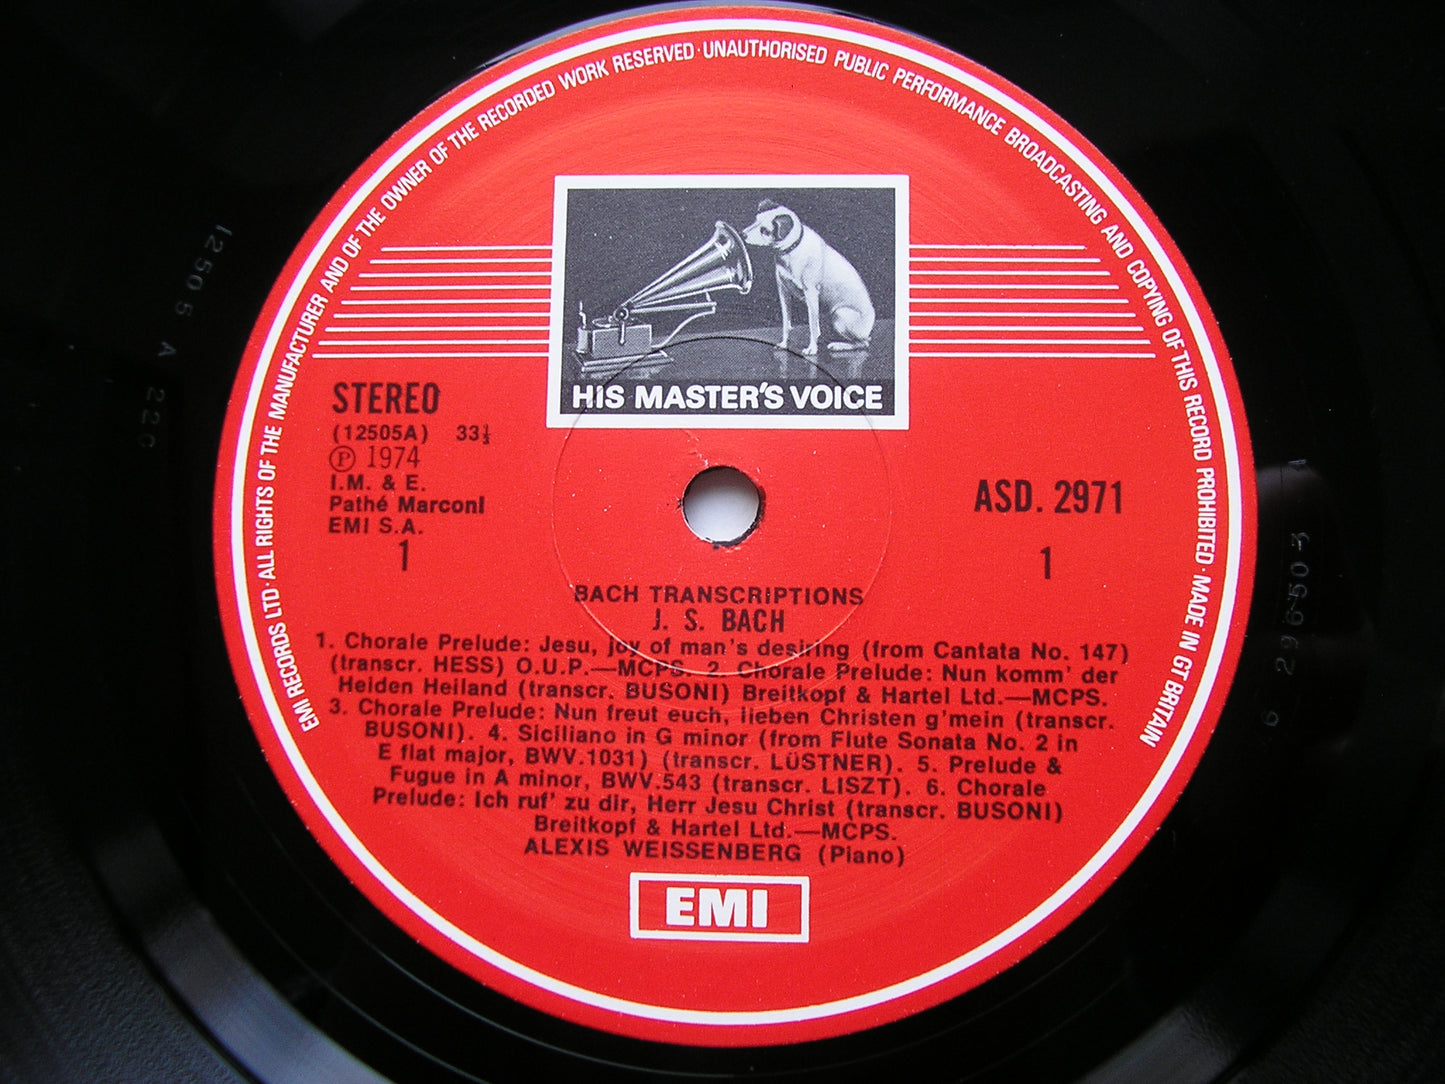 EMI RECORDS LTD · ALL RIGHTS OF THE MANUFACTURER AND OF THE OWNER OF THE RECORDED WORK RESERVED · UNAUTHORISED PUBLIC PERFORMANCE BROADCASTING AND COPYING OF THIS RECORD PROHIBITED · MADE IN GT BRITAIN
HIS MASTER'S VOICE
STEREO
(12505A) 33⅓
Ⓟ 1974
I.M. & E.
Pathé Marconi
EMI S.A.
1
ASD. 2971
1
BACH TRANSCRIPTIONS
J. S. BACH
1. Chorale Prelude: Jesu, joy of man's desiring (from Cantata No. 147)
(transcr. HESS) O.U.P.—MCPS. 2. Chorale Prelude: Nun komm' der
Heiden Heiland (transcr. BUSONI) Breitkopf & Hartel Ltd.—MCPS.
3. Chorale Prelude: Nun freut euch, lieben Christen g'mein (transcr.
BUSONI). 4. Siciliano in G minor (from Flute Sonata No. 2 in
E flat major, BWV.1031) (transcr. LÜSTNER). 5. Prelude &
Fugue in A minor, BWV.543 (transcr. LISZT). 6. Chorale
Prelude: Ich ruf' zu dir, Herr Jesu Christ (transcr. BUSONI)
Breitkopf & Hartel Ltd.—MCPS.
ALEXIS WEISSENBERG (Piano)
EMI
12505 A 22C